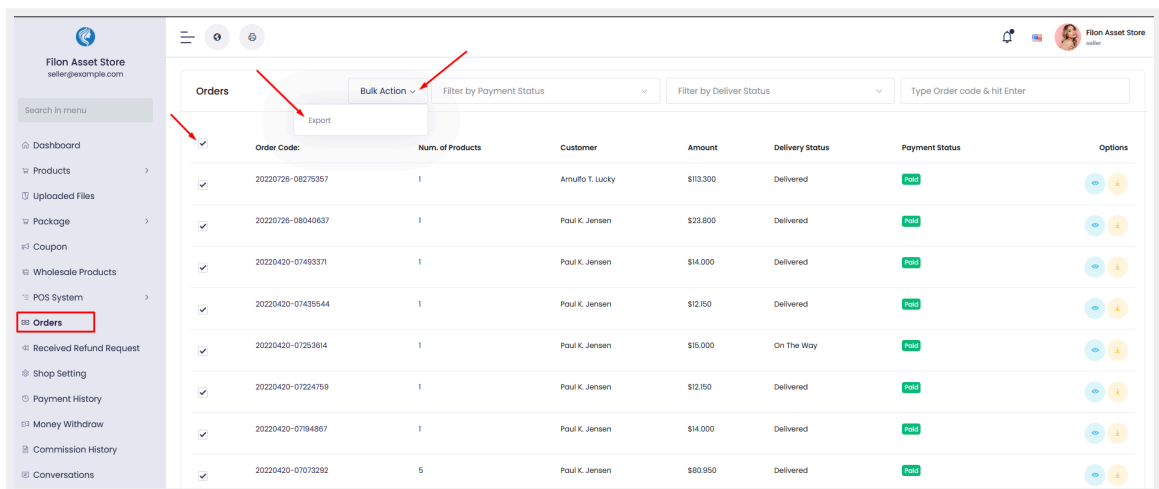 Filon Asset Store
seller@example.com
Search in menu
Dashboard
Products
Uploaded Files
Package
Coupon
Wholesale Products
POS System
Orders
Received Refund Request
Shop Setting
Payment History
Money Withdraw
Commission History
Conversations
Filon Asset Store
seller
Orders Bulk Action Filter by Payment Status Filter by Deliver Status Type Order code & hit Enter
Export
Order Code: Num. of Products Customer Amount Delivery Status Payment Status Options
20220726-08275357 1 Arnulfo T. Lucky $113.300 Delivered Paid
20220726-08040637 1 Paul K. Jensen $23.800 Delivered Paid
20220420-07493371 1 Paul K. Jensen $14.000 Delivered Paid
20220420-07435544 1 Paul K. Jensen $12.150 Delivered Paid
20220420-07253614 1 Paul K. Jensen $15.000 On The Way Paid
20220420-07224759 1 Paul K. Jensen $12.150 Delivered Paid
20220420-07194867 1 Paul K. Jensen $14.000 Delivered Paid
20220420-07073292 5 Paul K. Jensen $80.950 Delivered Paid